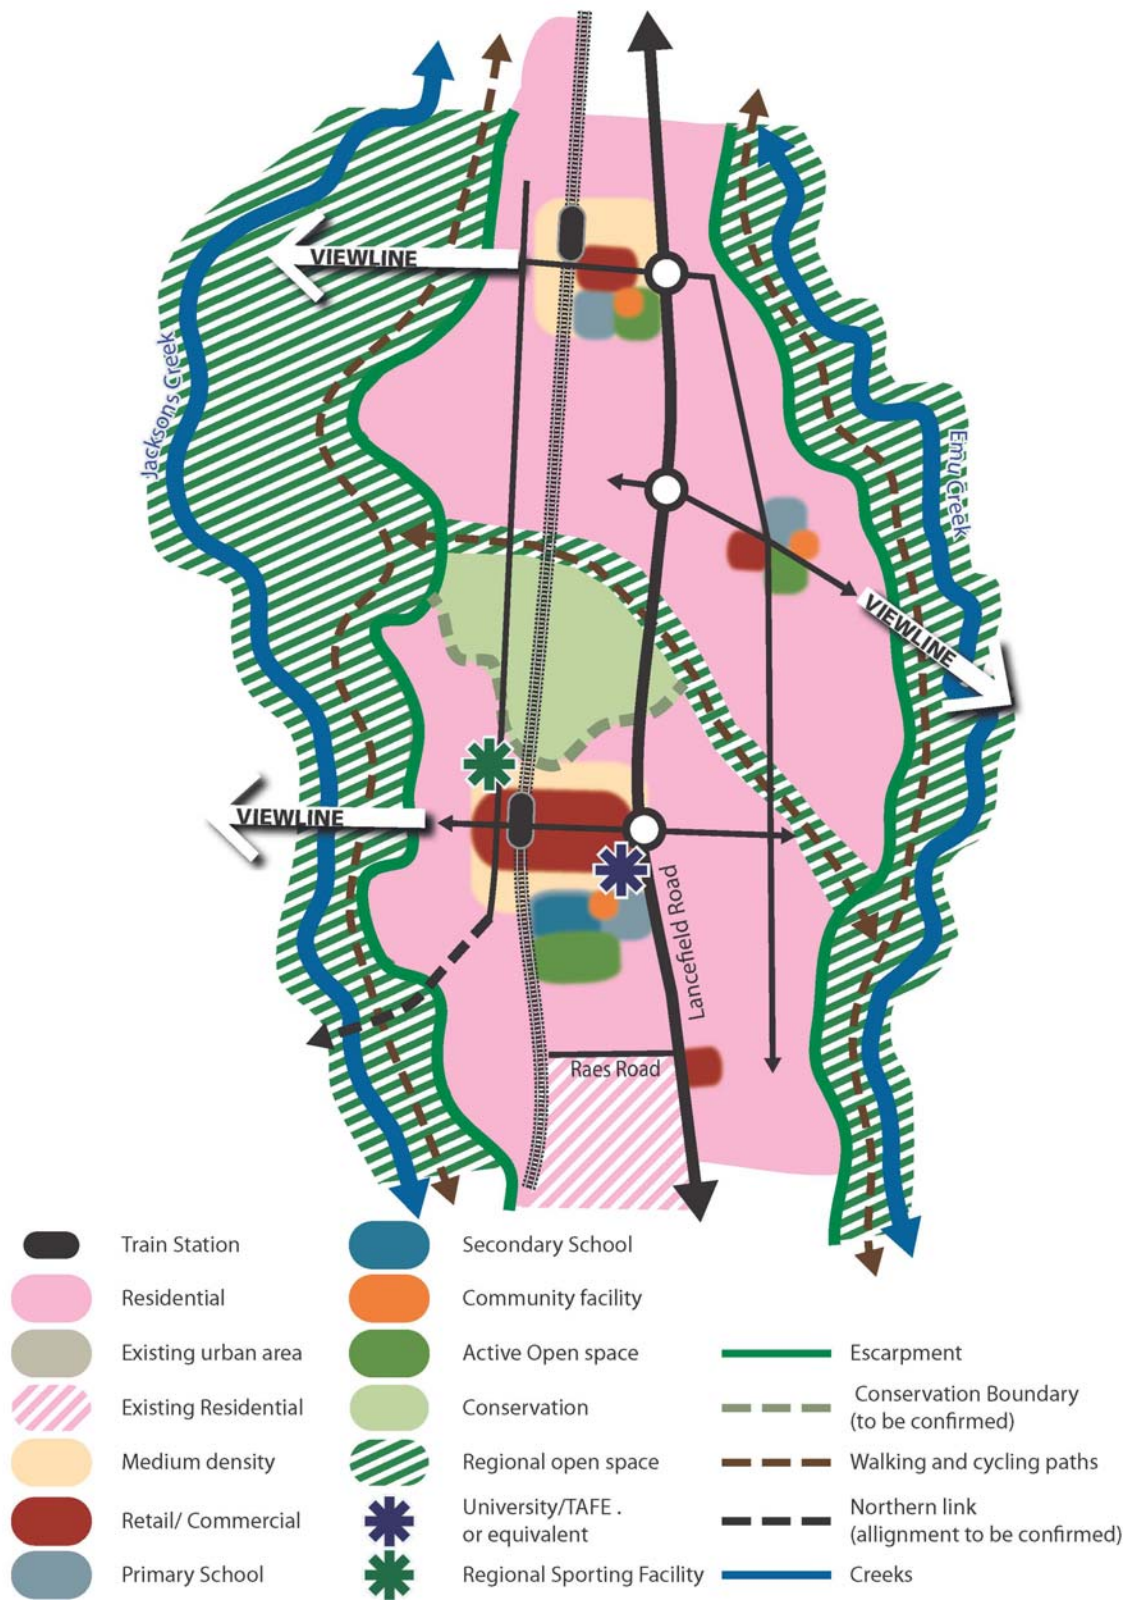 VIEWLINE
Jacksons Creek
Emu Creek
VIEWLINE
VIEWLINE
Lancefield Road
Raes Road
Train Station
Residential
Existing urban area
Existing Residential
Medium density
Retail/ Commercial
Primary School
Secondary School
Community facility
Active Open space
Conservation
Regional open space
University/TAFE .
or equivalent
Regional Sporting Facility
Escarpment
Conservation Boundary
(to be confirmed)
Walking and cycling paths
Northern link
(allignment to be confirmed)
Creeks